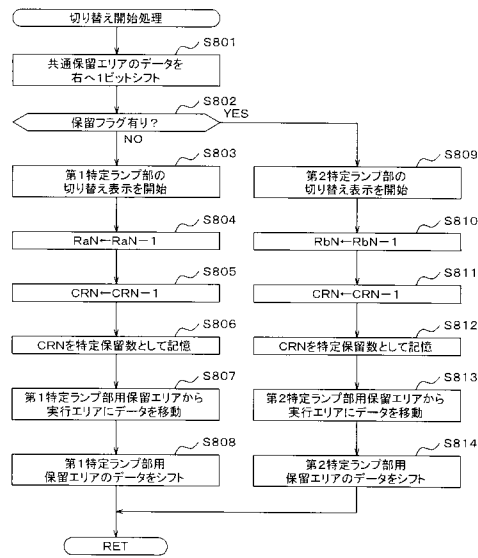 切り替え開始処理
S801
共通保留エリアのデータを
右へ1ビットシフト
S802
保留フラグ有り?
YES
NO
S803
第1特定ランプ部の
切り替え表示を開始
S804
RaN←RaN-1
S805
CRN←CRN-1
S806
CRNを特定保留数として記憶
S807
第1特定ランプ部用保留エリアから
実行エリアにデータを移動
S808
第1特定ランプ部用
保留エリアのデータをシフト
S809
第2特定ランプ部の
切り替え表示を開始
S810
RbN←RbN-1
S811
CRN←CRN-1
S812
CRNを特定保留数として記憶
S813
第2特定ランプ部用保留エリアから
実行エリアにデータを移動
S814
第2特定ランプ部用
保留エリアのデータをシフト
RET